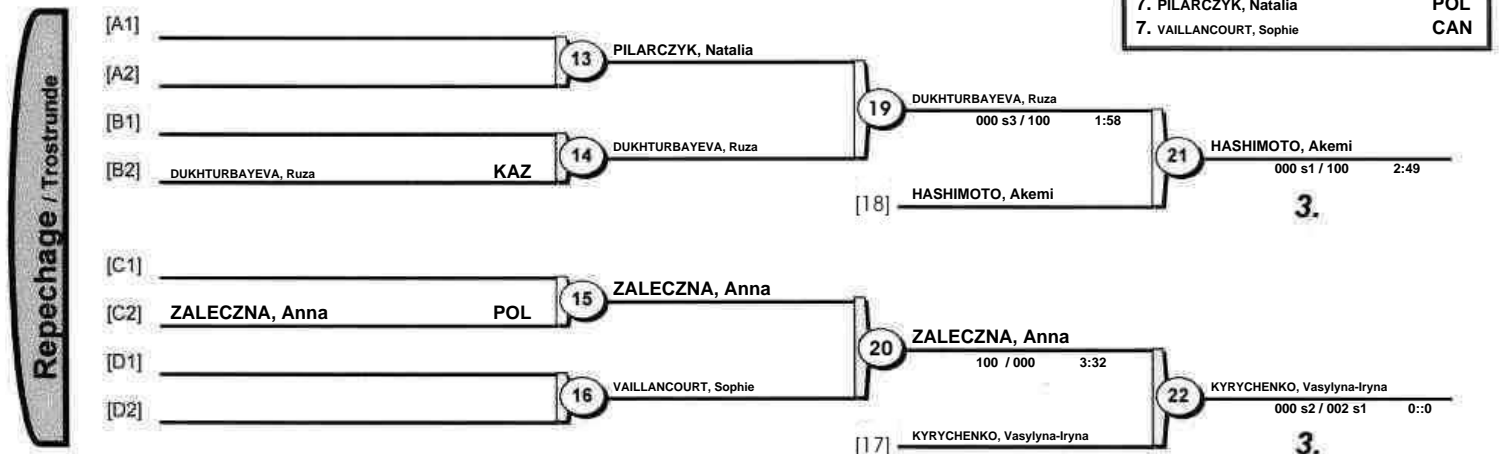 7. PILARCZYK, Natalia POL
7. VAILLANCOURT, Sophie CAN
Repechage / Trostrunde
[A1]
13 PILARCZYK, Natalia
[A2]
19 DUKHTURBAYEVA, Ruza
000 s3 / 100 1:58
[B1]
14 DUKHTURBAYEVA, Ruza
21 HASHIMOTO, Akemi
000 s1 / 100 2:49
[B2] DUKHTURBAYEVA, Ruza KAZ
[18] HASHIMOTO, Akemi
3.
[C1]
15 ZALECZNA, Anna
[C2] ZALECZNA, Anna POL
20 ZALECZNA, Anna
100 / 000 3:32
[D1]
16 VAILLANCOURT, Sophie
22 KYRYCHENKO, Vasylyna-Iryna
000 s2 / 002 s1 0::0
[D2]
[17] KYRYCHENKO, Vasylyna-Iryna
3.